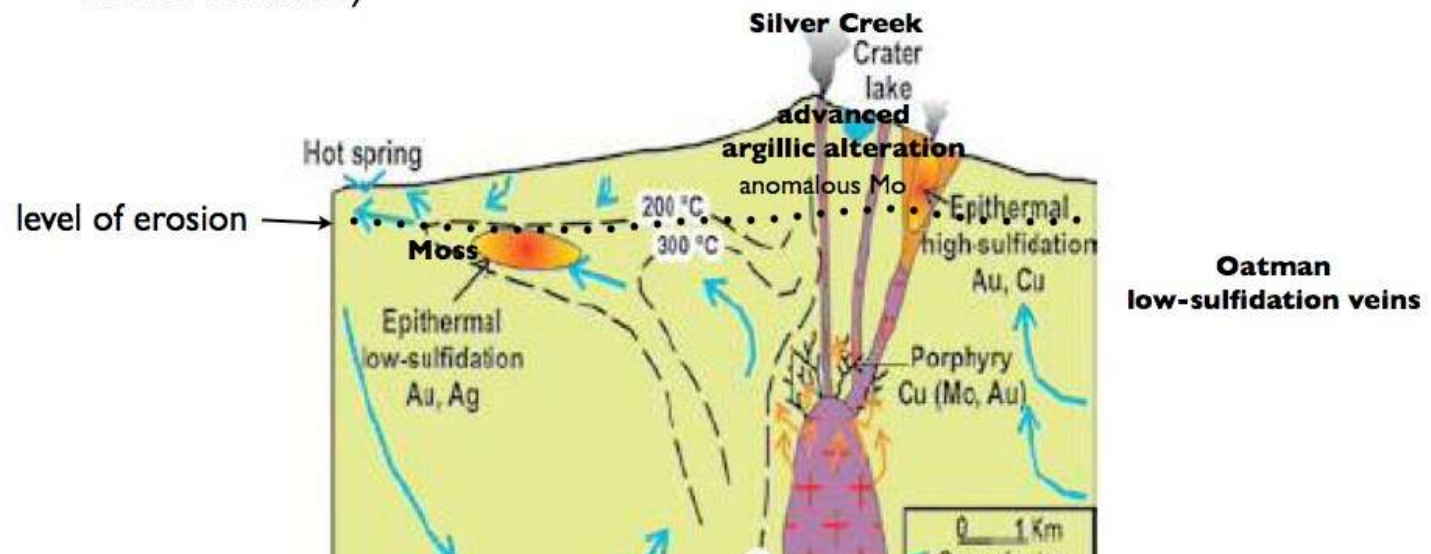 Silver Creek
Crater
lake
advanced
argillic alteration
anomalous Mo
Hot spring
level of erosion
200 °C
300 °C
Moss
Epithermal
high-sulfidation
Au, Cu
Oatman
low-sulfidation veins
Epithermal
low-sulfidation
Au, Ag
Porphyry
Cu (Mo, Au)
0 1 Km